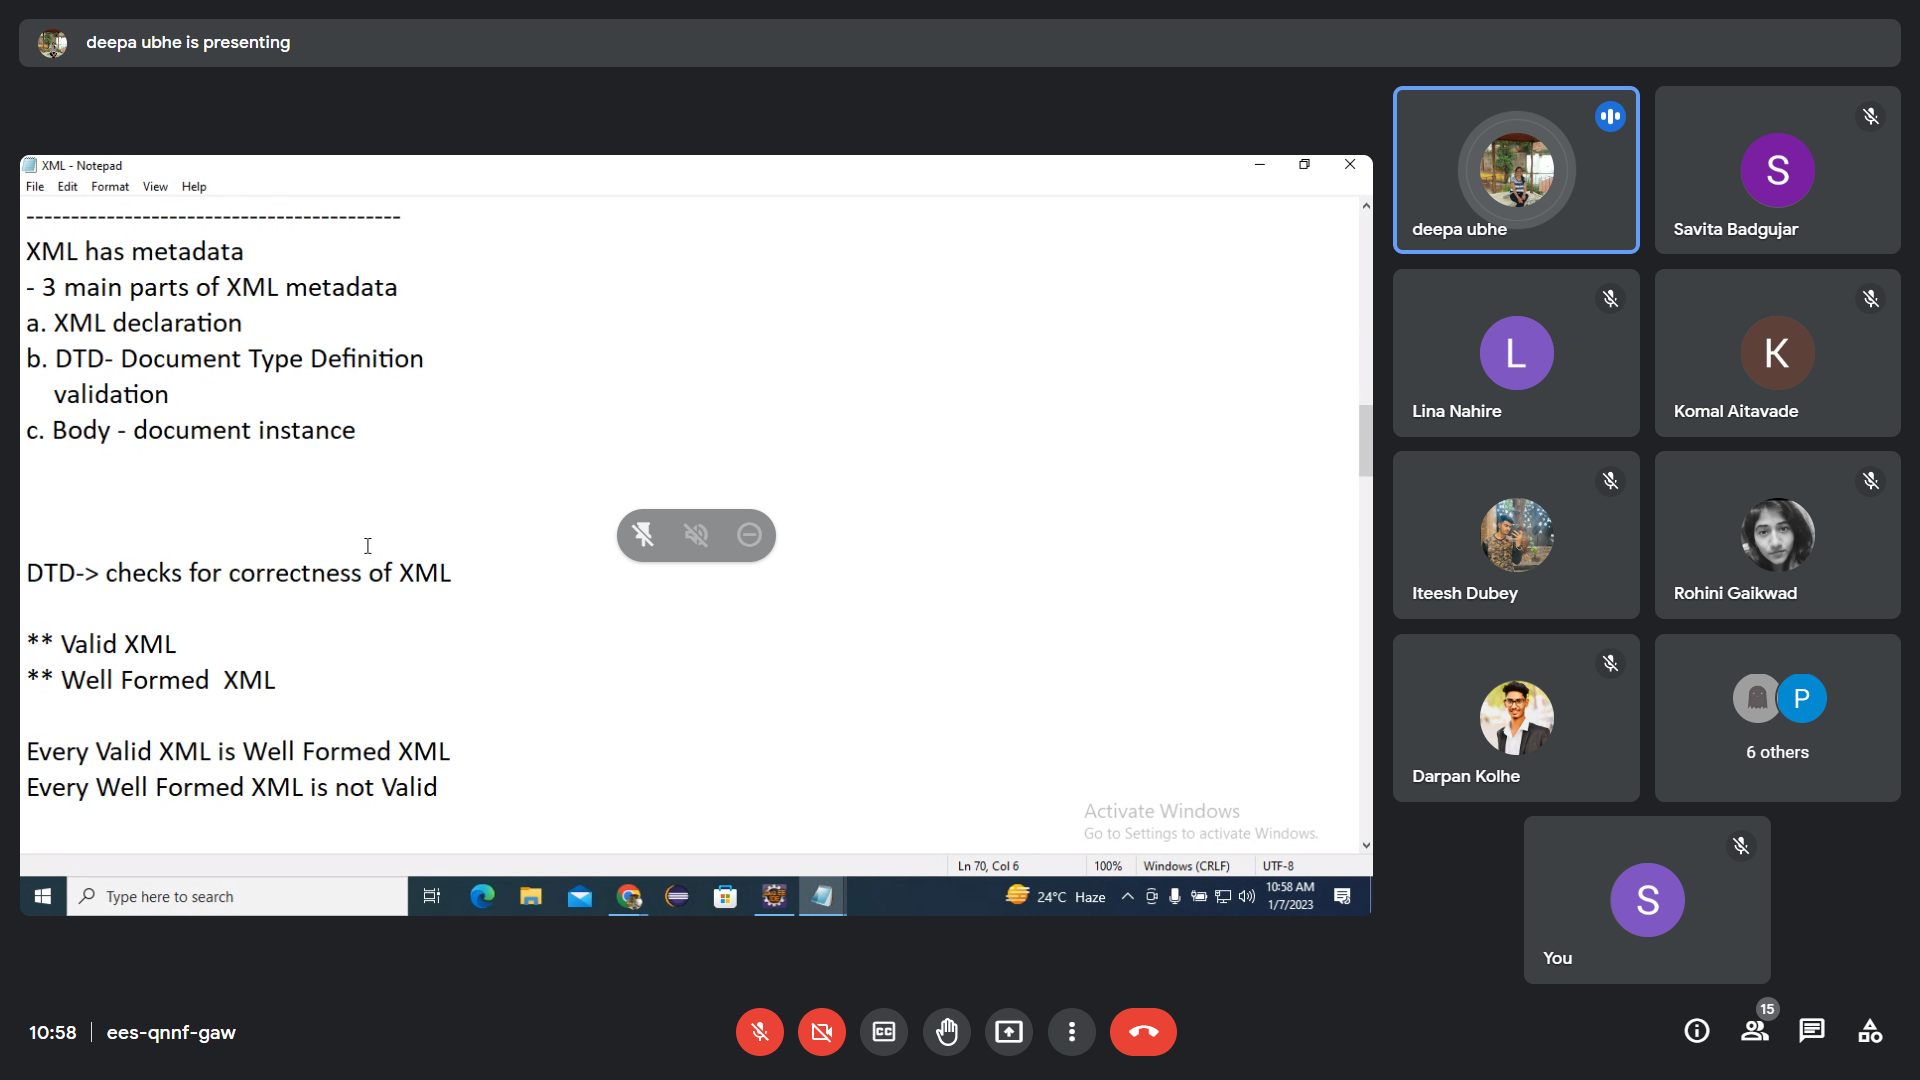 deepa ubhe is presenting
XML - Notepad
File Edit Format View Help
------------------------------------------
XML has metadata
- 3 main parts of XML metadata
a. XML declaration
b. DTD- Document Type Definition
validation
c. Body - document instance
DTD-> checks for correctness of XML
** Valid XML
** Well Formed  XML
Every Valid XML is Well Formed XML
Every Well Formed XML is not Valid
Activate Windows
Go to Settings to activate Windows.
Ln 70, Col 6 100% Windows (CRLF) UTF-8
Type here to search
24°C Haze
10:58 AM
1/7/2023
deepa ubhe
S
Savita Badgujar
L
Lina Nahire
K
Komal Aitavade
Iteesh Dubey
Rohini Gaikwad
Darpan Kolhe
P
6 others
S
You
10:58 | ees-qnnf-gaw
CC
15